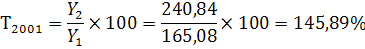 T₂₀₀₁ = Y₂/Y₁ × 100 = 240,84/165,08 × 100 = 145,89%